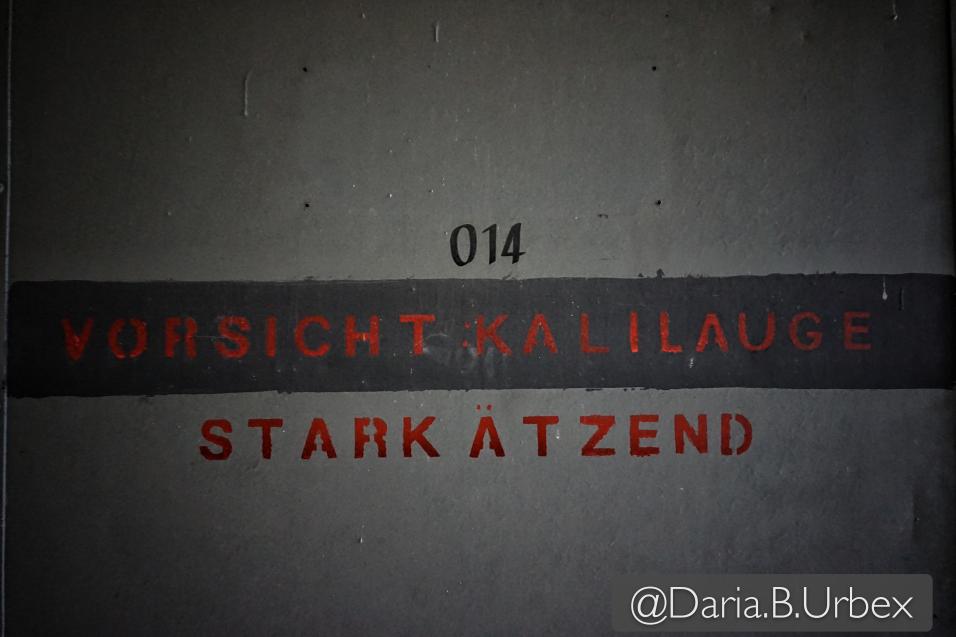 014
VORSICHT :KALILAUGE
STARK ÄTZEND
@Daria.B.Urbex